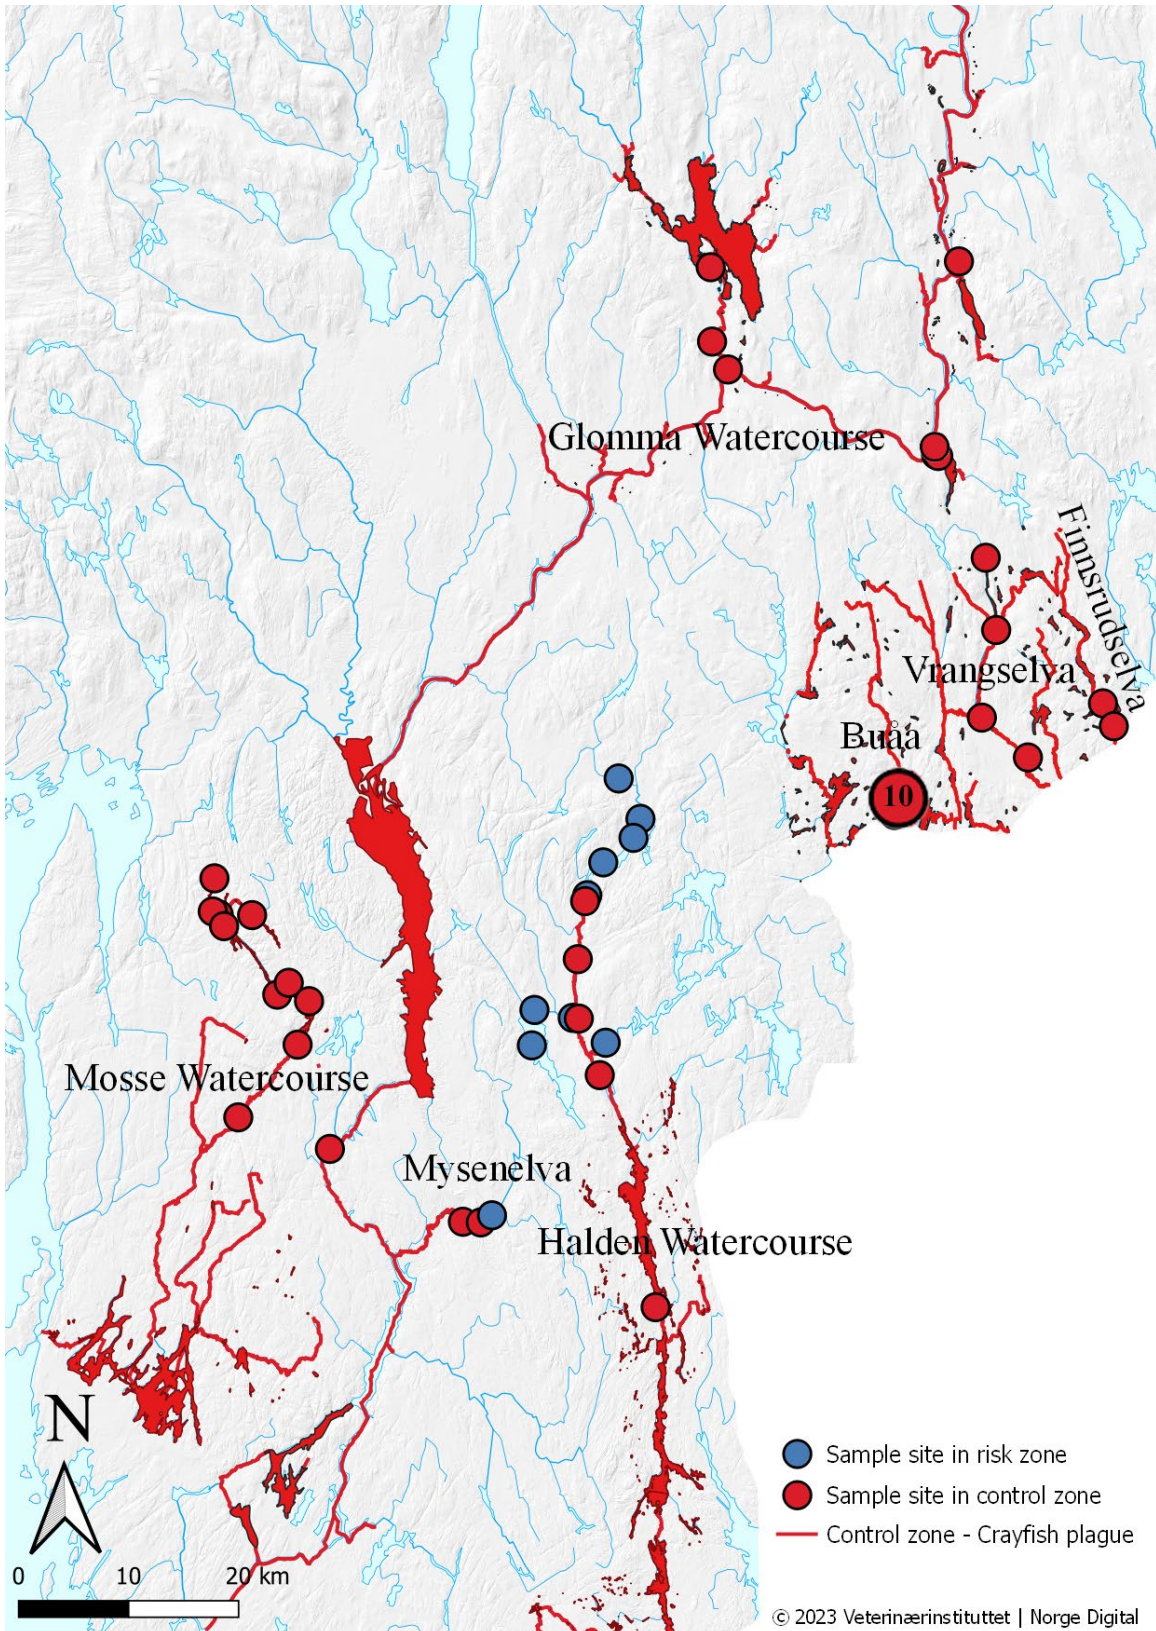 Glomma Watercourse
Finnsrudselva
Vrangselva
Buåa
10
Mosse Watercourse
Mysenelva
Halden Watercourse
N
Sample site in risk zone
Sample site in control zone
Control zone - Crayfish plague
0 10 20 km
© 2023 Veterinærinstituttet | Norge Digital